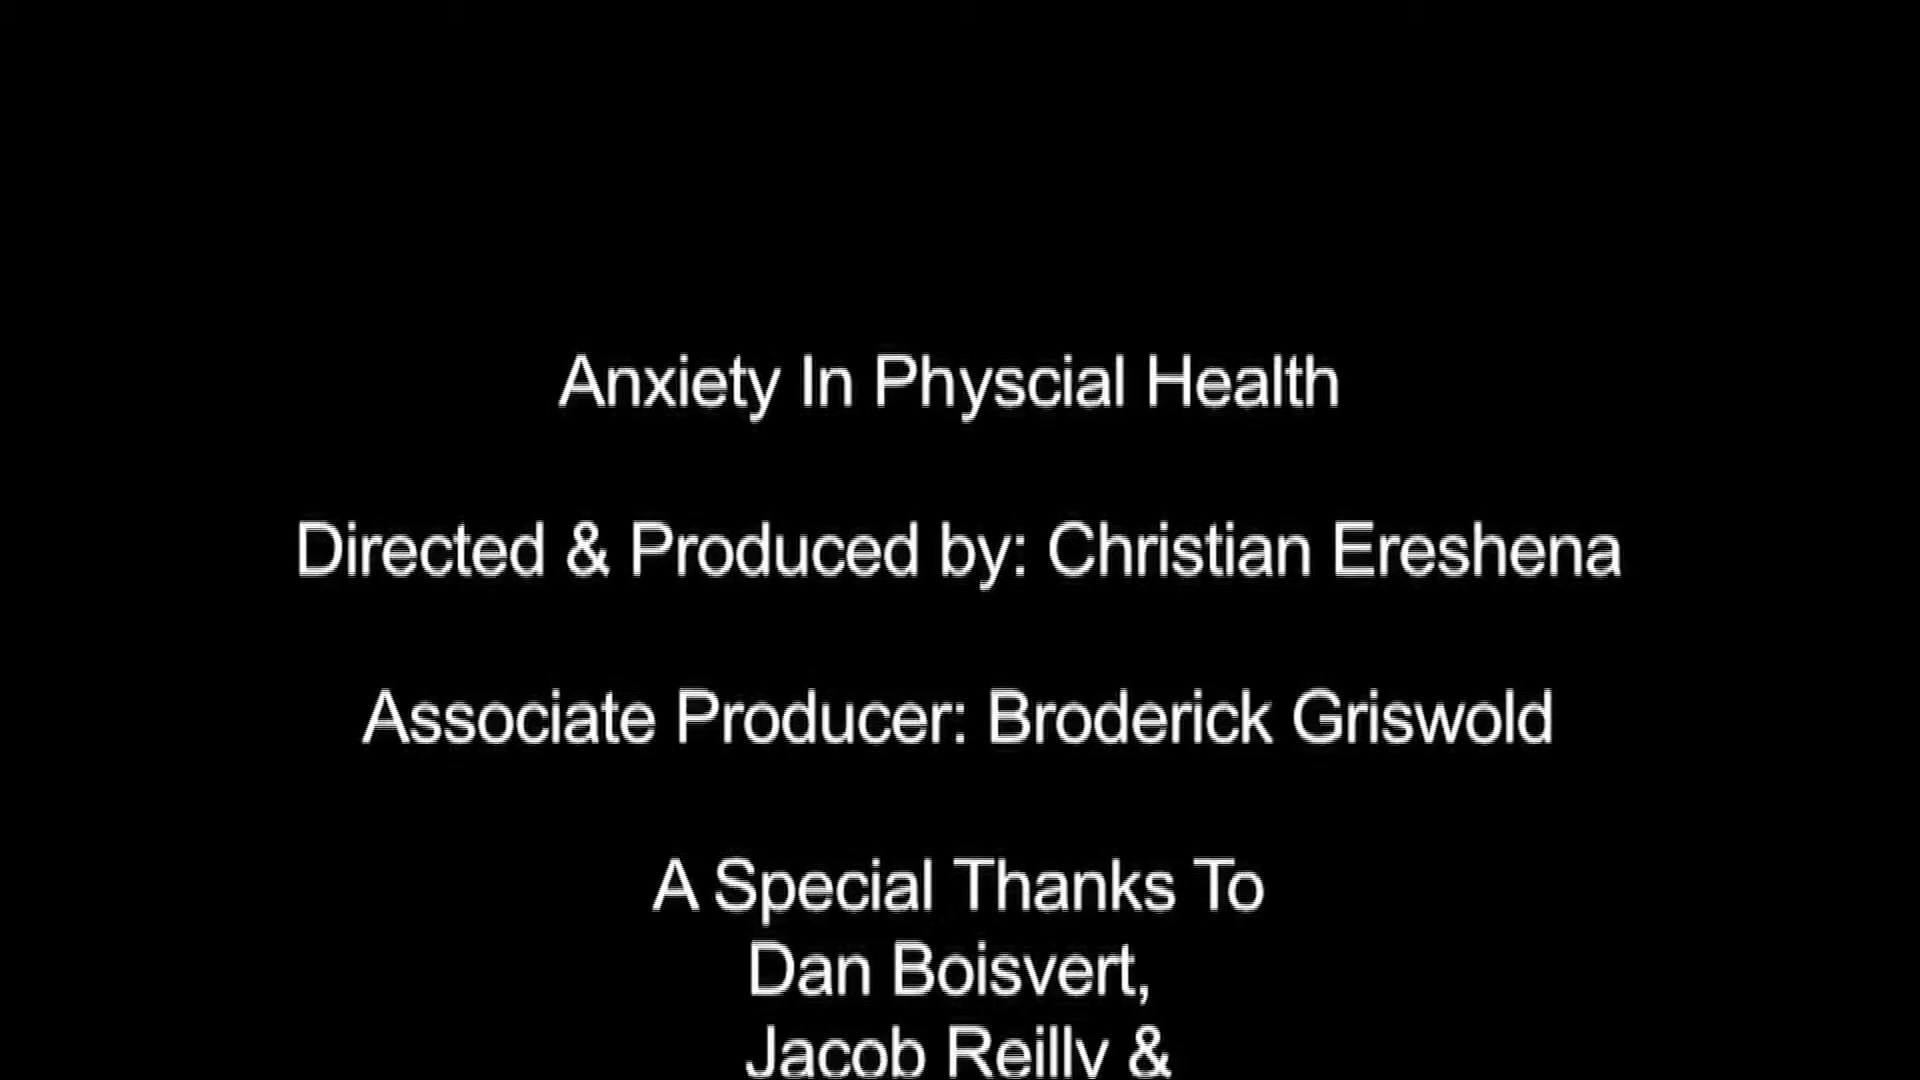 Anxiety In Physcial Health
Directed & Produced by: Christian Ereshena
Associate Producer: Broderick Griswold
A Special Thanks To
Dan Boisvert,
Jacob Reilly &